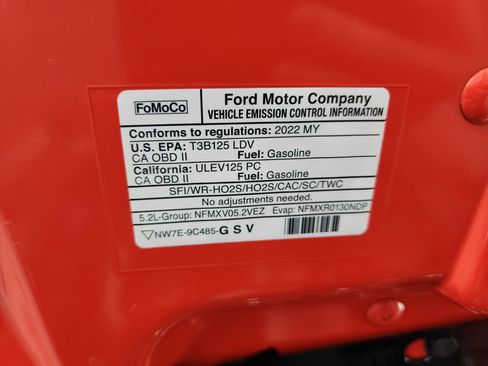 FoMoCo
Ford Motor Company
VEHICLE EMISSION CONTROL INFORMATION
Conforms to regulations: 2022 MY
U.S. EPA: T3B125 LDV
CA OBD II Fuel: Gasoline
California: ULEV125 PC
CA OBD II Fuel: Gasoline
SFI/WR-HO2S/HO2S/CAC/SC/TWC
No adjustments needed.
5.2L-Group: NFMXV05.2VEZ Evap: NFMXR0130NDP
NW7E-9C485-G S V